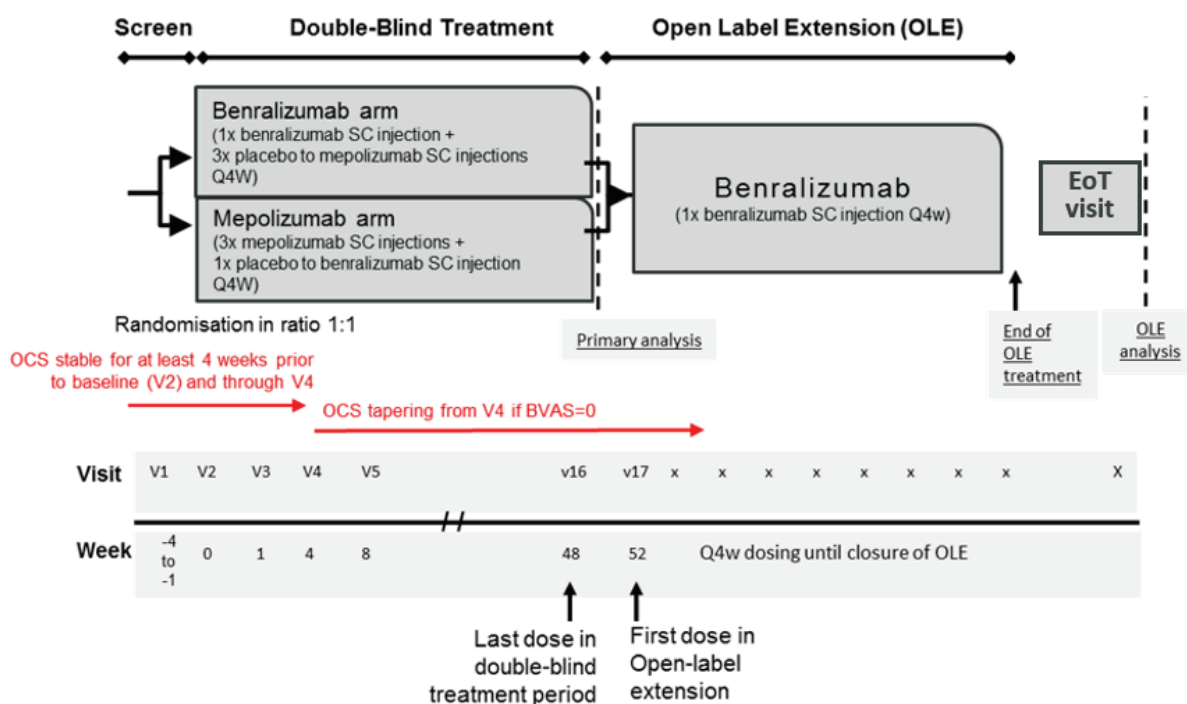 Screen
Double-Blind Treatment
Open Label Extension (OLE)
Benralizumab arm
(1x benralizumab SC injection +
3x placebo to mepolizumab SC injections
Q4W)
Mepolizumab arm
(3x mepolizumab SC injections +
1x placebo to benralizumab SC injection
Q4W)
Benralizumab
(1x benralizumab SC injection Q4w)
EoT
visit
Randomisation in ratio 1:1
Primary analysis
End of
OLE
treatment
OLE
analysis
OCS stable for at least 4 weeks prior
to baseline (V2) and through V4
OCS tapering from V4 if BVAS=0
Visit V1 V2 V3 V4 V5 v16 v17 x x x x x x x x X
Week -4 to -1 0 1 4 8 48 52 Q4w dosing until closure of OLE
Last dose in
double-blind
treatment period
First dose in
Open-label
extension